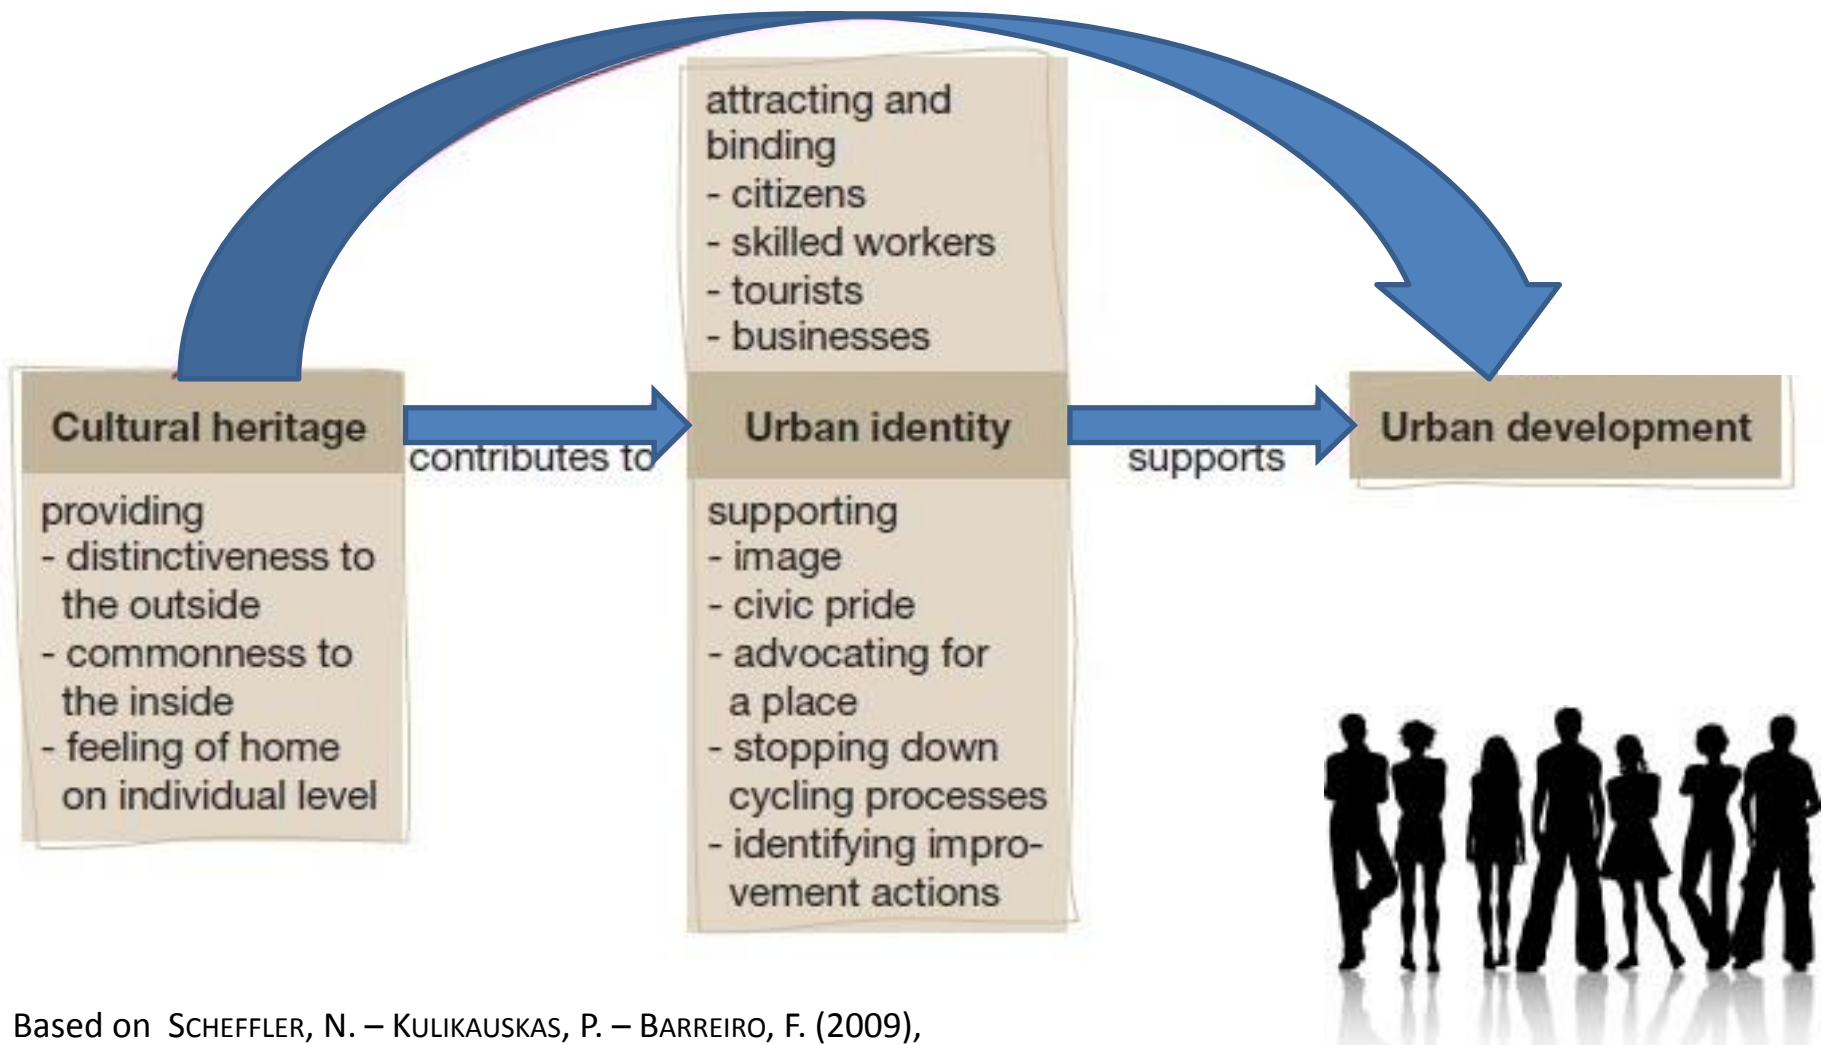 attracting and
binding
- citizens
- skilled workers
- tourists
- businesses
Cultural heritage
contributes to
Urban identity
supports
Urban development
providing
- distinctiveness to
the outside
- commonness to
the inside
- feeling of home
on individual level
supporting
- image
- civic pride
- advocating for
a place
- stopping down
cycling processes
- identifying impro-
vement actions
Based on SCHEFFLER, N. – KULIKAUSKAS, P. – BARREIRO, F. (2009),